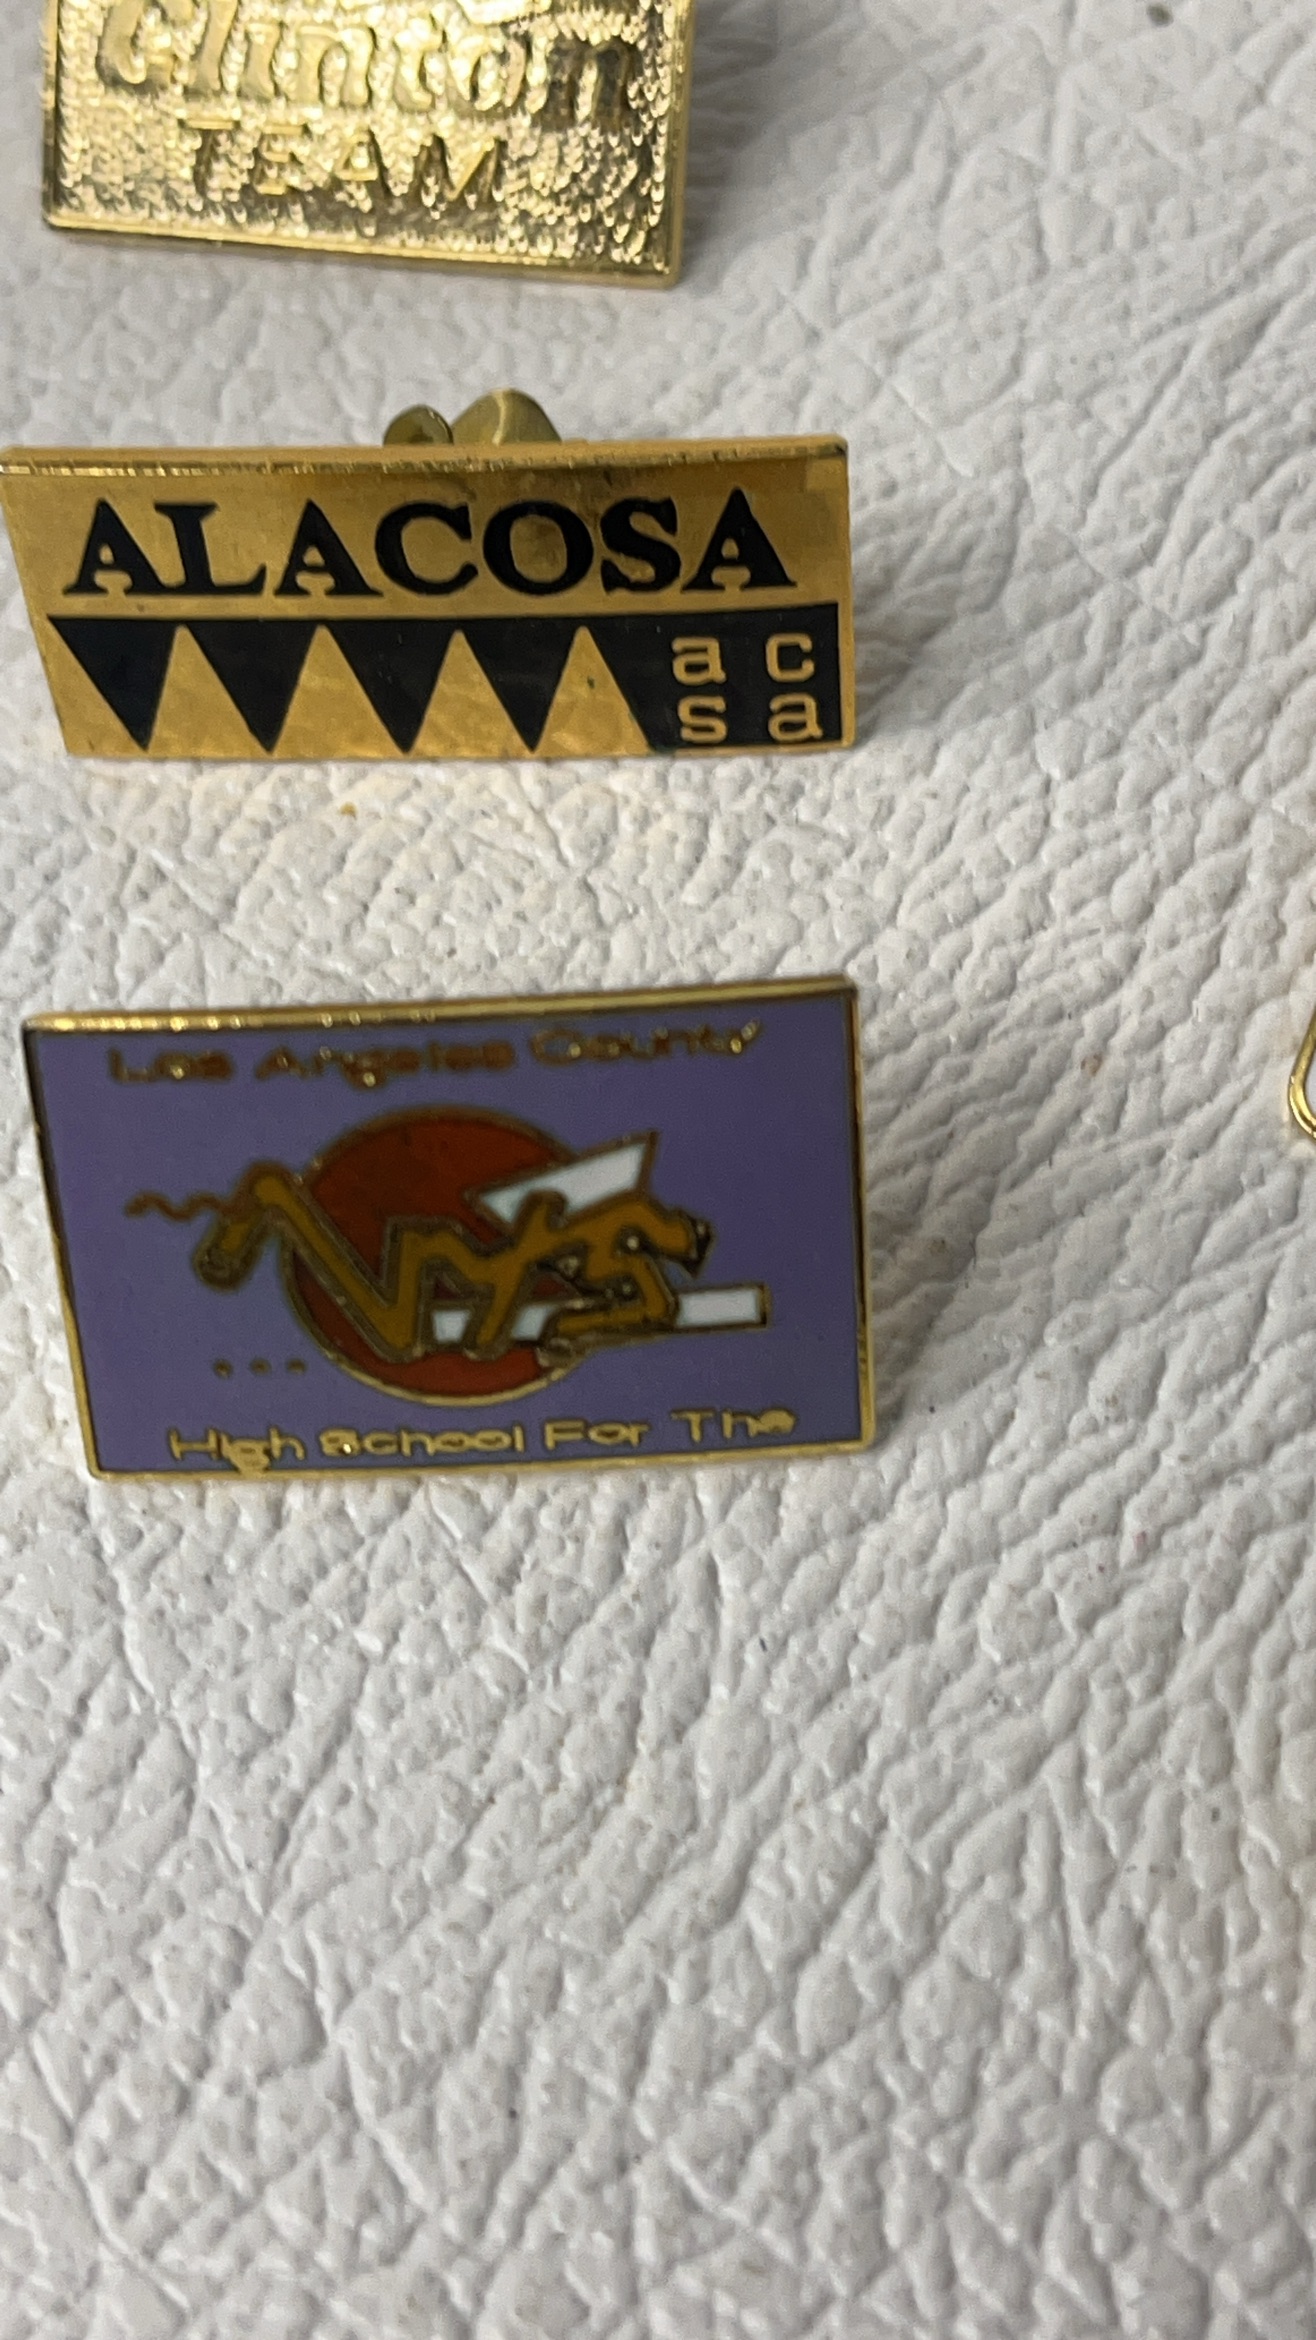 Clinton
TEAM
ALACOSA
a c
s a
Los Angeles County
High School For The